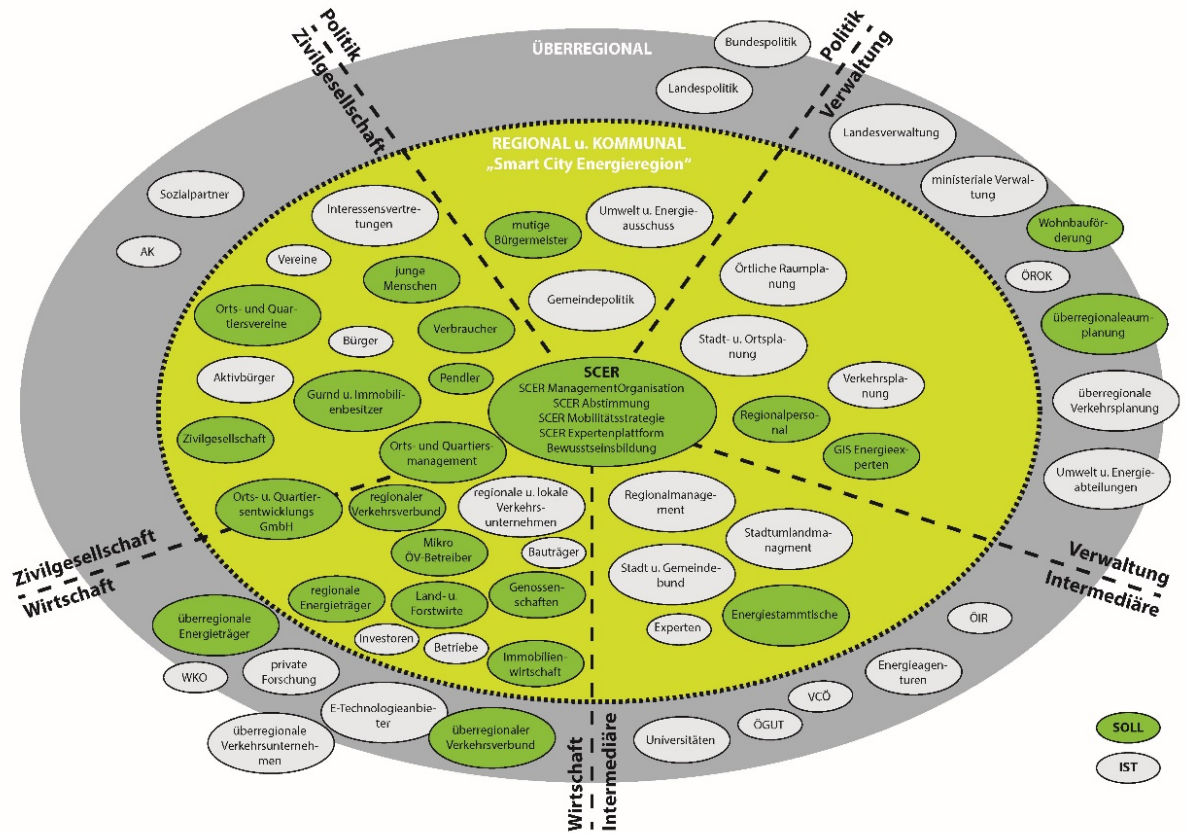 ÜBERREGIONAL
Politik
Zivilgesellschaft
Politik
Verwaltung
Bundespolitik
Landespolitik
Landesverwaltung
ministeriale Verwal-
tung
Wohnbauför-
derung
ÖROK
überregionaleaum-
planung
überregionale
Verkehrsplanung
Umwelt u. Energie-
abteilungen
Sozialpartner
AK
REGIONAL u. KOMMUNAL
„Smart City Energieregion“
Interessensvertre-
tungen
Vereine
junge
Menschen
Orts- und Quar-
tiersvereine
Bürger
Verbraucher
Aktivbürger
Pendler
Gurnd u. Immobi-
lienbesitzer
Zivilgesellschaft
Orts- und Quartiers-
management
mutige
Bürgermeister
Umwelt u. Energie-
ausschuss
Gemeindepolitik
Örtliche Raumpla-
nung
Stadt- u. Ortspla-
nung
Verkehrspla-
nung
Regionalperso-
nal
GIS Energieex-
perten
SCER
SCER ManagementOrganisation
SCER Abstimmung
SCER Mobilitätsstrategie
SCER Expertenplattform
Bewusstseinsbildung
Orts- u. Quartier-
sentwicklungs
GmbH
regionaler
Verkehrsverbund
regionale u. lokale
Verkehrs-
unternehmen
Mikro
ÖV-Betreiber
Bauträger
regionale
Energieträger
Land- u.
Forstwirte
Genossen-
schaften
Investoren
Betriebe
Immobilien-
wirtschaft
Regionalmanage-
ment
Stadtumlandma-
nagment
Stadt u. Gemeinde-
bund
Experten
Energiestammtische
Zivilgesellschaft
Wirtschaft
Verwaltung
Intermediäre
überregionale
Energieträger
WKO
private
Forschung
E-Technologieanbie-
ter
überregionale
Verkehrsunterneh-
men
überregionaler
Verkehrsverbund
Wirtschaft
Intermediäre
Universitäten
ÖGUT
VCÖ
Energieagen-
turen
ÖIR
SOLL
IST